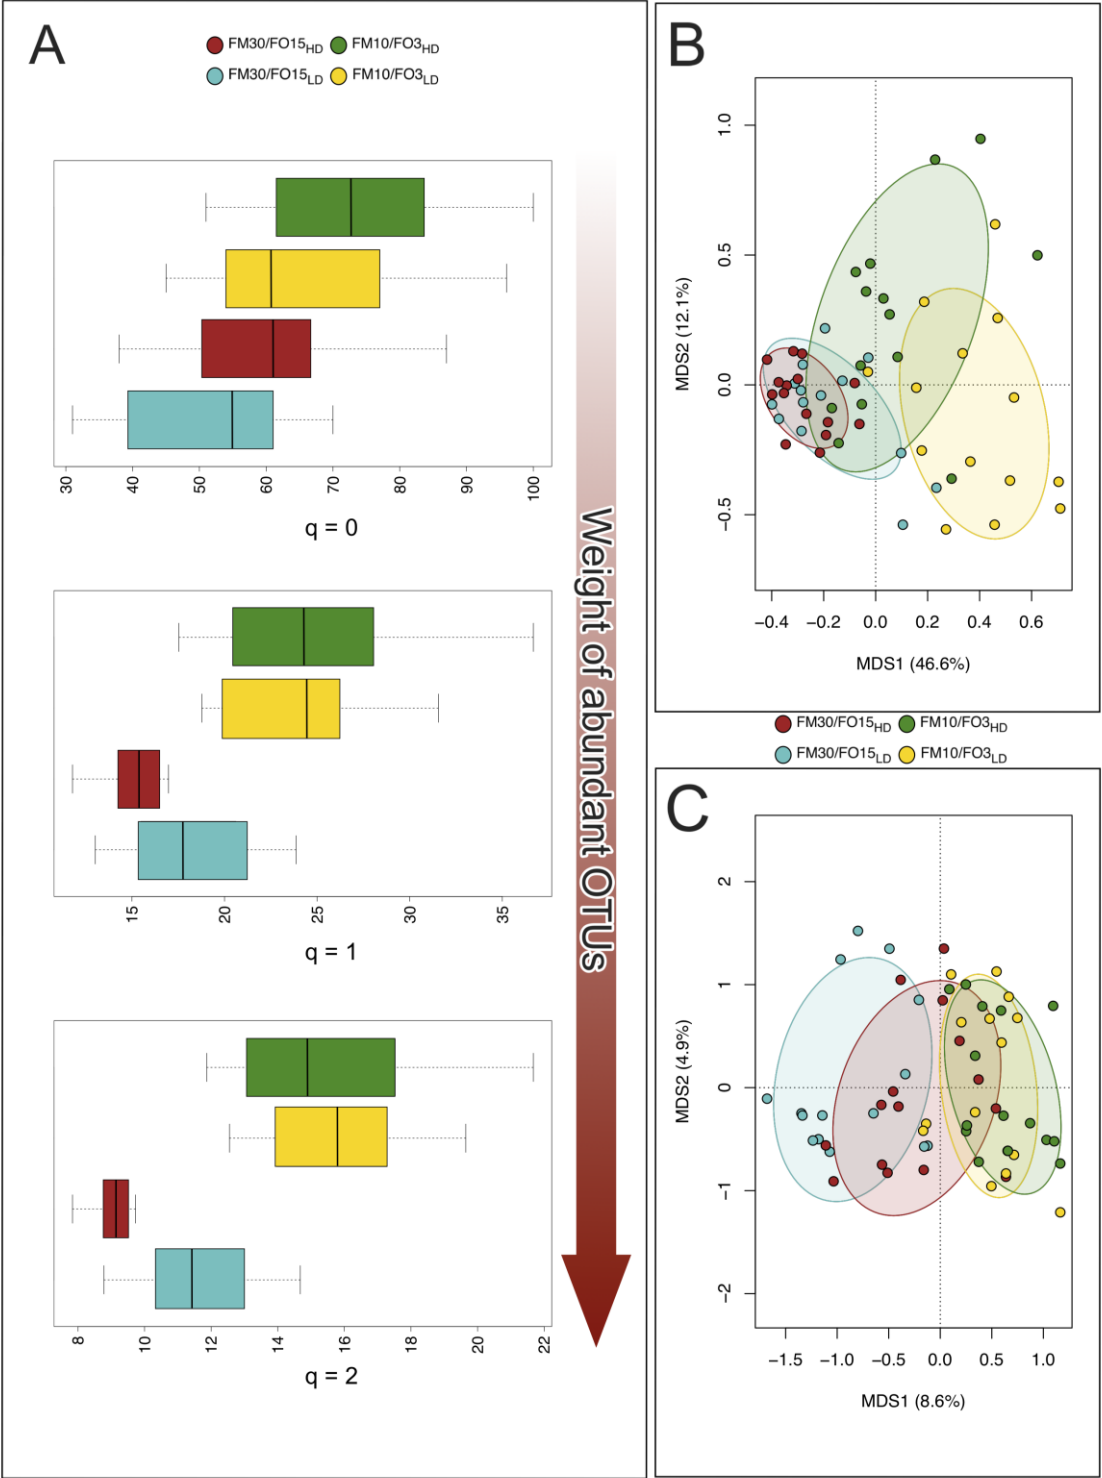 A
FM30/FO15HD FM10/FO3HD
FM30/FO15LD FM10/FO3LD
30 40 50 60 70 80 90 100
q = 0
15 20 25 30 35
q = 1
8 10 12 14 16 18 20 22
q = 2
Weight of abundant OTUs
B
1.0
0.5
0.0
−0.5
MDS2 (12.1%)
−0.4 −0.2 0.0 0.2 0.4 0.6
MDS1 (46.6%)
FM30/FO15HD FM10/FO3HD
FM30/FO15LD FM10/FO3LD
C
2
1
0
−1
−2
MDS2 (4.9%)
−1.5 −1.0 −0.5 0.0 0.5 1.0
MDS1 (8.6%)